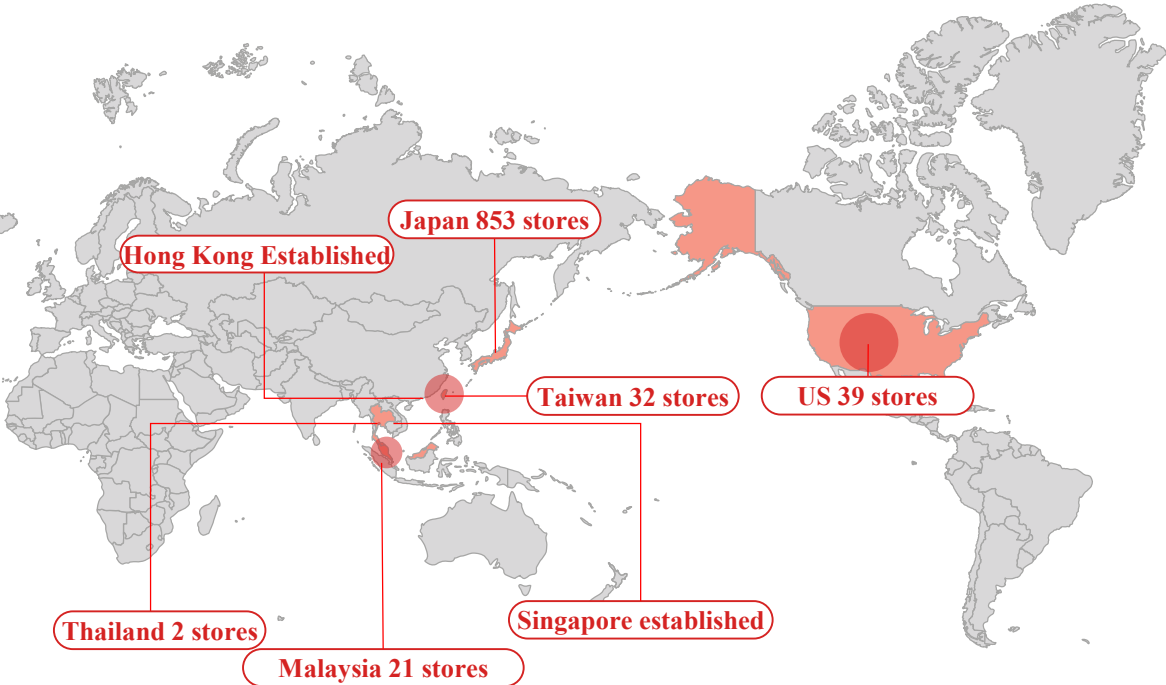 Japan 853 stores
Hong Kong Established
Taiwan 32 stores
US 39 stores
Singapore established
Thailand 2 stores
Malaysia 21 stores